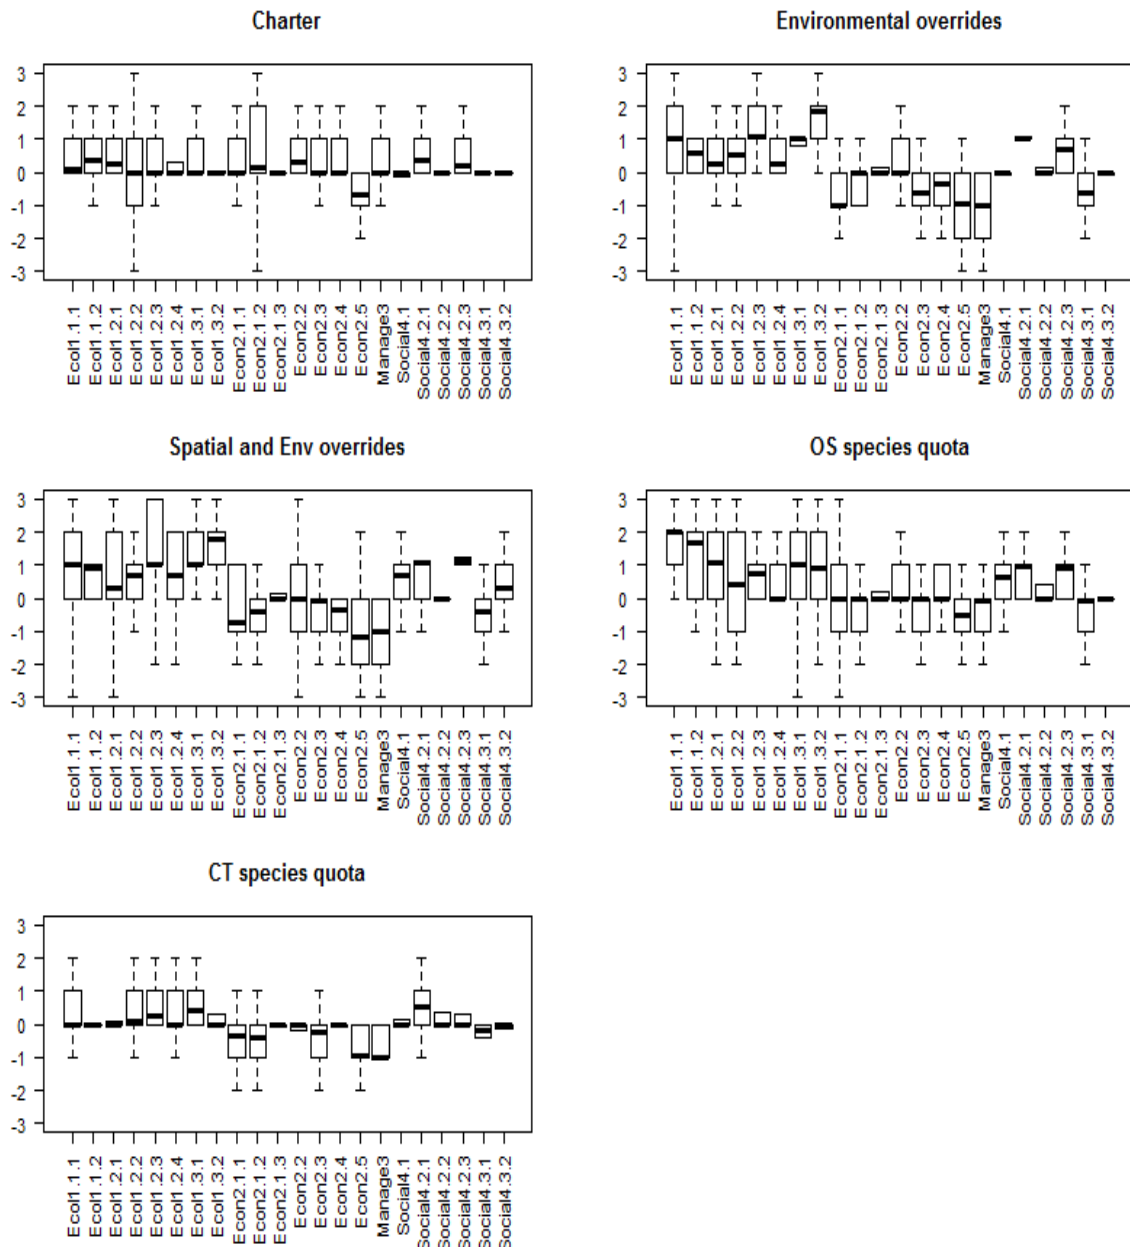 Charter
3
2
1
0
-1
-2
-3
Ecol1.1.1
Ecol1.1.2
Ecol1.2.1
Ecol1.2.2
Ecol1.2.3
Ecol1.2.4
Ecol1.3.1
Ecol1.3.2
Econ2.1.1
Econ2.1.2
Econ2.1.3
Econ2.2
Econ2.3
Econ2.4
Econ2.5
Manage3
Social4.1
Social4.2.1
Social4.2.2
Social4.2.3
Social4.3.1
Social4.3.2
Environmental overrides
3
2
1
0
-1
-2
-3
Ecol1.1.1
Ecol1.1.2
Ecol1.2.1
Ecol1.2.2
Ecol1.2.3
Ecol1.2.4
Ecol1.3.1
Ecol1.3.2
Econ2.1.1
Econ2.1.2
Econ2.1.3
Econ2.2
Econ2.3
Econ2.4
Econ2.5
Manage3
Social4.1
Social4.2.1
Social4.2.2
Social4.2.3
Social4.3.1
Social4.3.2
Spatial and Env overrides
3
2
1
0
-1
-2
-3
Ecol1.1.1
Ecol1.1.2
Ecol1.2.1
Ecol1.2.2
Ecol1.2.3
Ecol1.2.4
Ecol1.3.1
Ecol1.3.2
Econ2.1.1
Econ2.1.2
Econ2.1.3
Econ2.2
Econ2.3
Econ2.4
Econ2.5
Manage3
Social4.1
Social4.2.1
Social4.2.2
Social4.2.3
Social4.3.1
Social4.3.2
OS species quota
3
2
1
0
-1
-2
-3
Ecol1.1.1
Ecol1.1.2
Ecol1.2.1
Ecol1.2.2
Ecol1.2.3
Ecol1.2.4
Ecol1.3.1
Ecol1.3.2
Econ2.1.1
Econ2.1.2
Econ2.1.3
Econ2.2
Econ2.3
Econ2.4
Econ2.5
Manage3
Social4.1
Social4.2.1
Social4.2.2
Social4.2.3
Social4.3.1
Social4.3.2
CT species quota
3
2
1
0
-1
-2
-3
Ecol1.1.1
Ecol1.1.2
Ecol1.2.1
Ecol1.2.2
Ecol1.2.3
Ecol1.2.4
Ecol1.3.1
Ecol1.3.2
Econ2.1.1
Econ2.1.2
Econ2.1.3
Econ2.2
Econ2.3
Econ2.4
Econ2.5
Manage3
Social4.1
Social4.2.1
Social4.2.2
Social4.2.3
Social4.3.1
Social4.3.2